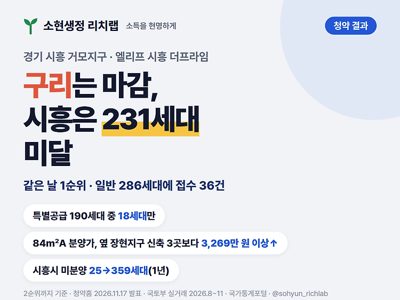 소현생정 리치랩 소득을 현명하게
청약 결과
경기 시흥 거모지구 · 엘리프 시흥 더프라임
구리는 마감,
시흥은 231세대
미달
같은 날 1순위 · 일반 286세대에 접수 36건
특별공급 190세대 중 18세대만
84m²A 분양가, 옆 장현지구 신축 3곳보다 3,269만 원 이상↑
시흥시 미분양 25→359세대(1년)
2순위까지 기준 · 청약홈 2026.11.17 발표 · 국토부 실거래 2026.8~11 · 국가통계포털 · @sohyun_richlab